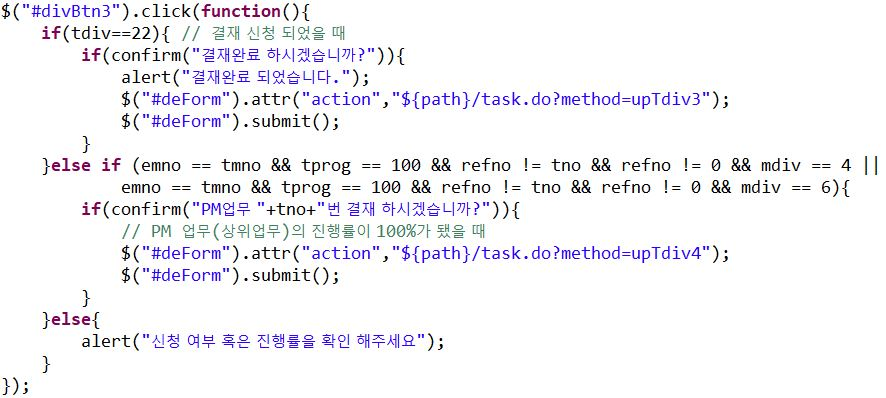 $("#divBtn3").click(function(){
    if(tdiv==22){ // 결재 신청 되었을 때
        if(confirm("결재완료 하시겠습니까?")){
            alert("결재완료 되었습니다.");
            $("#deForm").attr("action","${path}/task.do?method=upTdiv3");
            $("#deForm").submit();
        }
    }else if (emno == tmno && tprog == 100 && refno != tno && refno != 0 && mdiv == 4 ||
            emno == tmno && tprog == 100 && refno != tno && refno != 0 && mdiv == 6){
        if(confirm("PM업무 "+tno+"번 결재 하시겠습니까?")){
            // PM 업무(상위업무)의 진행률이 100%가 됐을 때
            $("#deForm").attr("action","${path}/task.do?method=upTdiv4");
            $("#deForm").submit();
        }
    }else{
        alert("신청 여부 혹은 진행률을 확인 해주세요");
    }
});